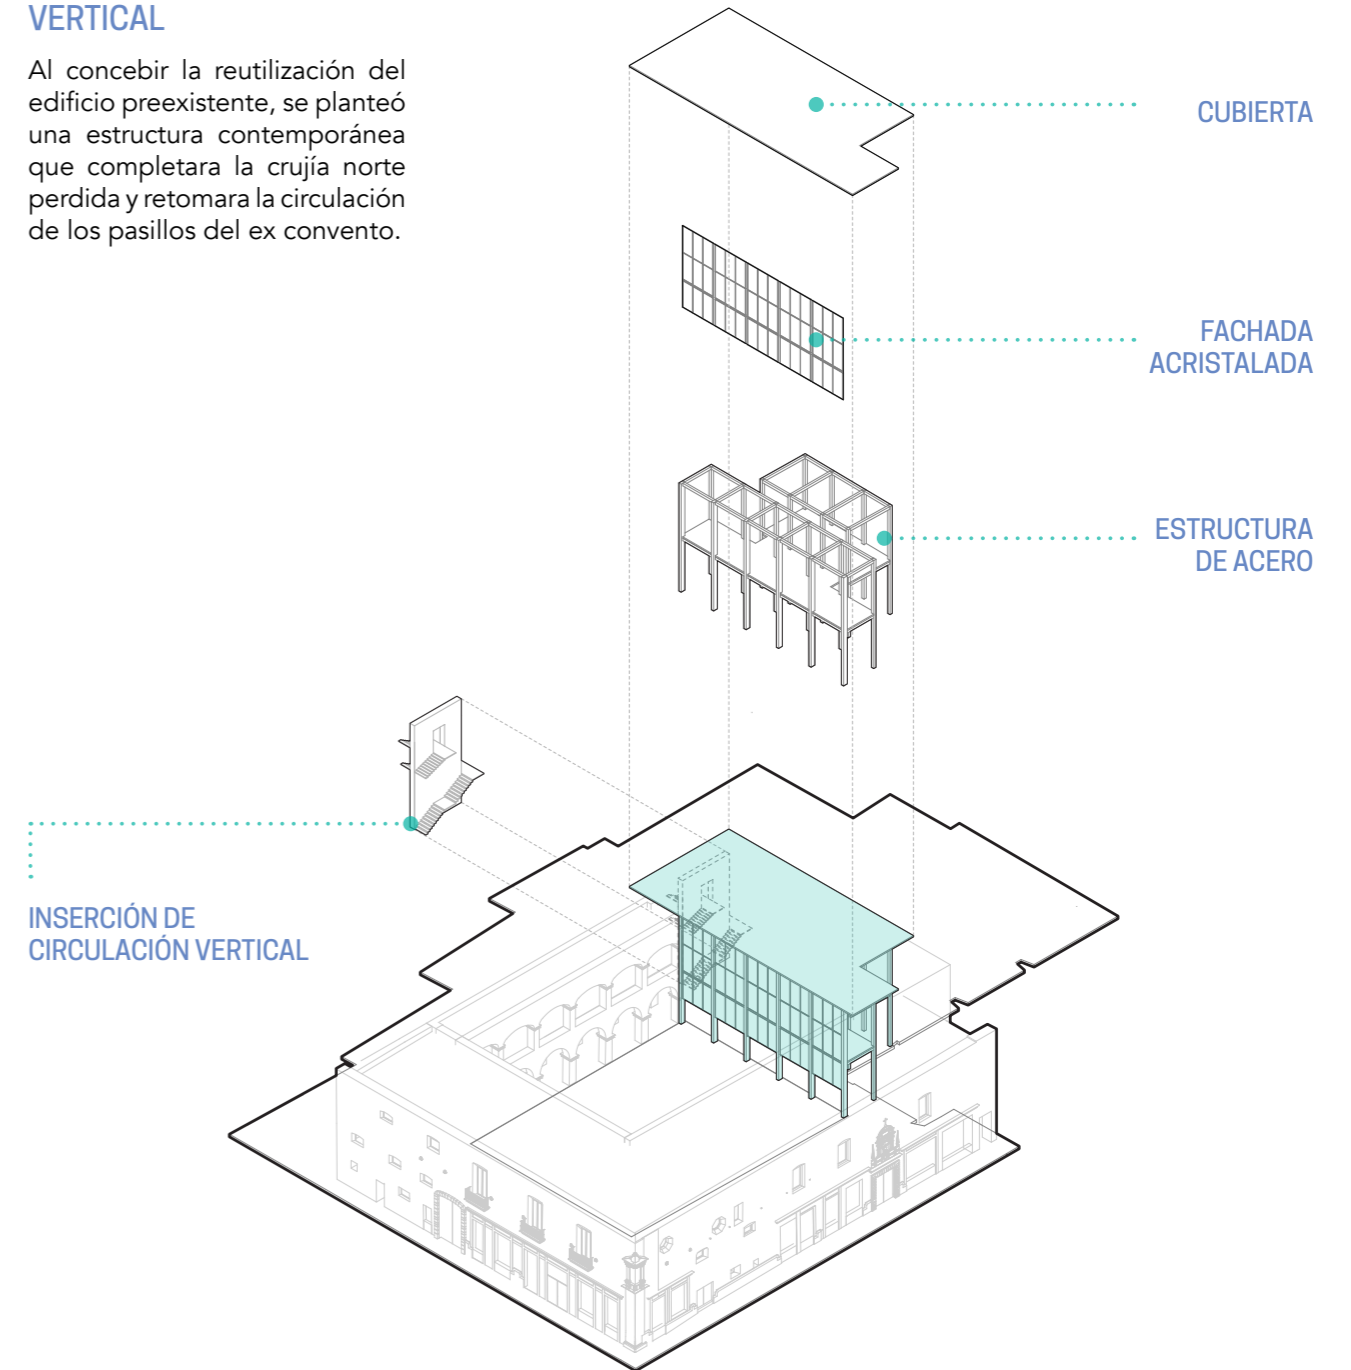 VERTICAL
Al concebir la reutilización del
edificio preexistente, se planteó
una estructura contemporánea
que completara la crujía norte
perdida y retomara la circulación
de los pasillos del ex convento.
CUBIERTA
FACHADA
ACRISTALADA
ESTRUCTURA
DE ACERO
INSERCIÓN DE
CIRCULACIÓN VERTICAL